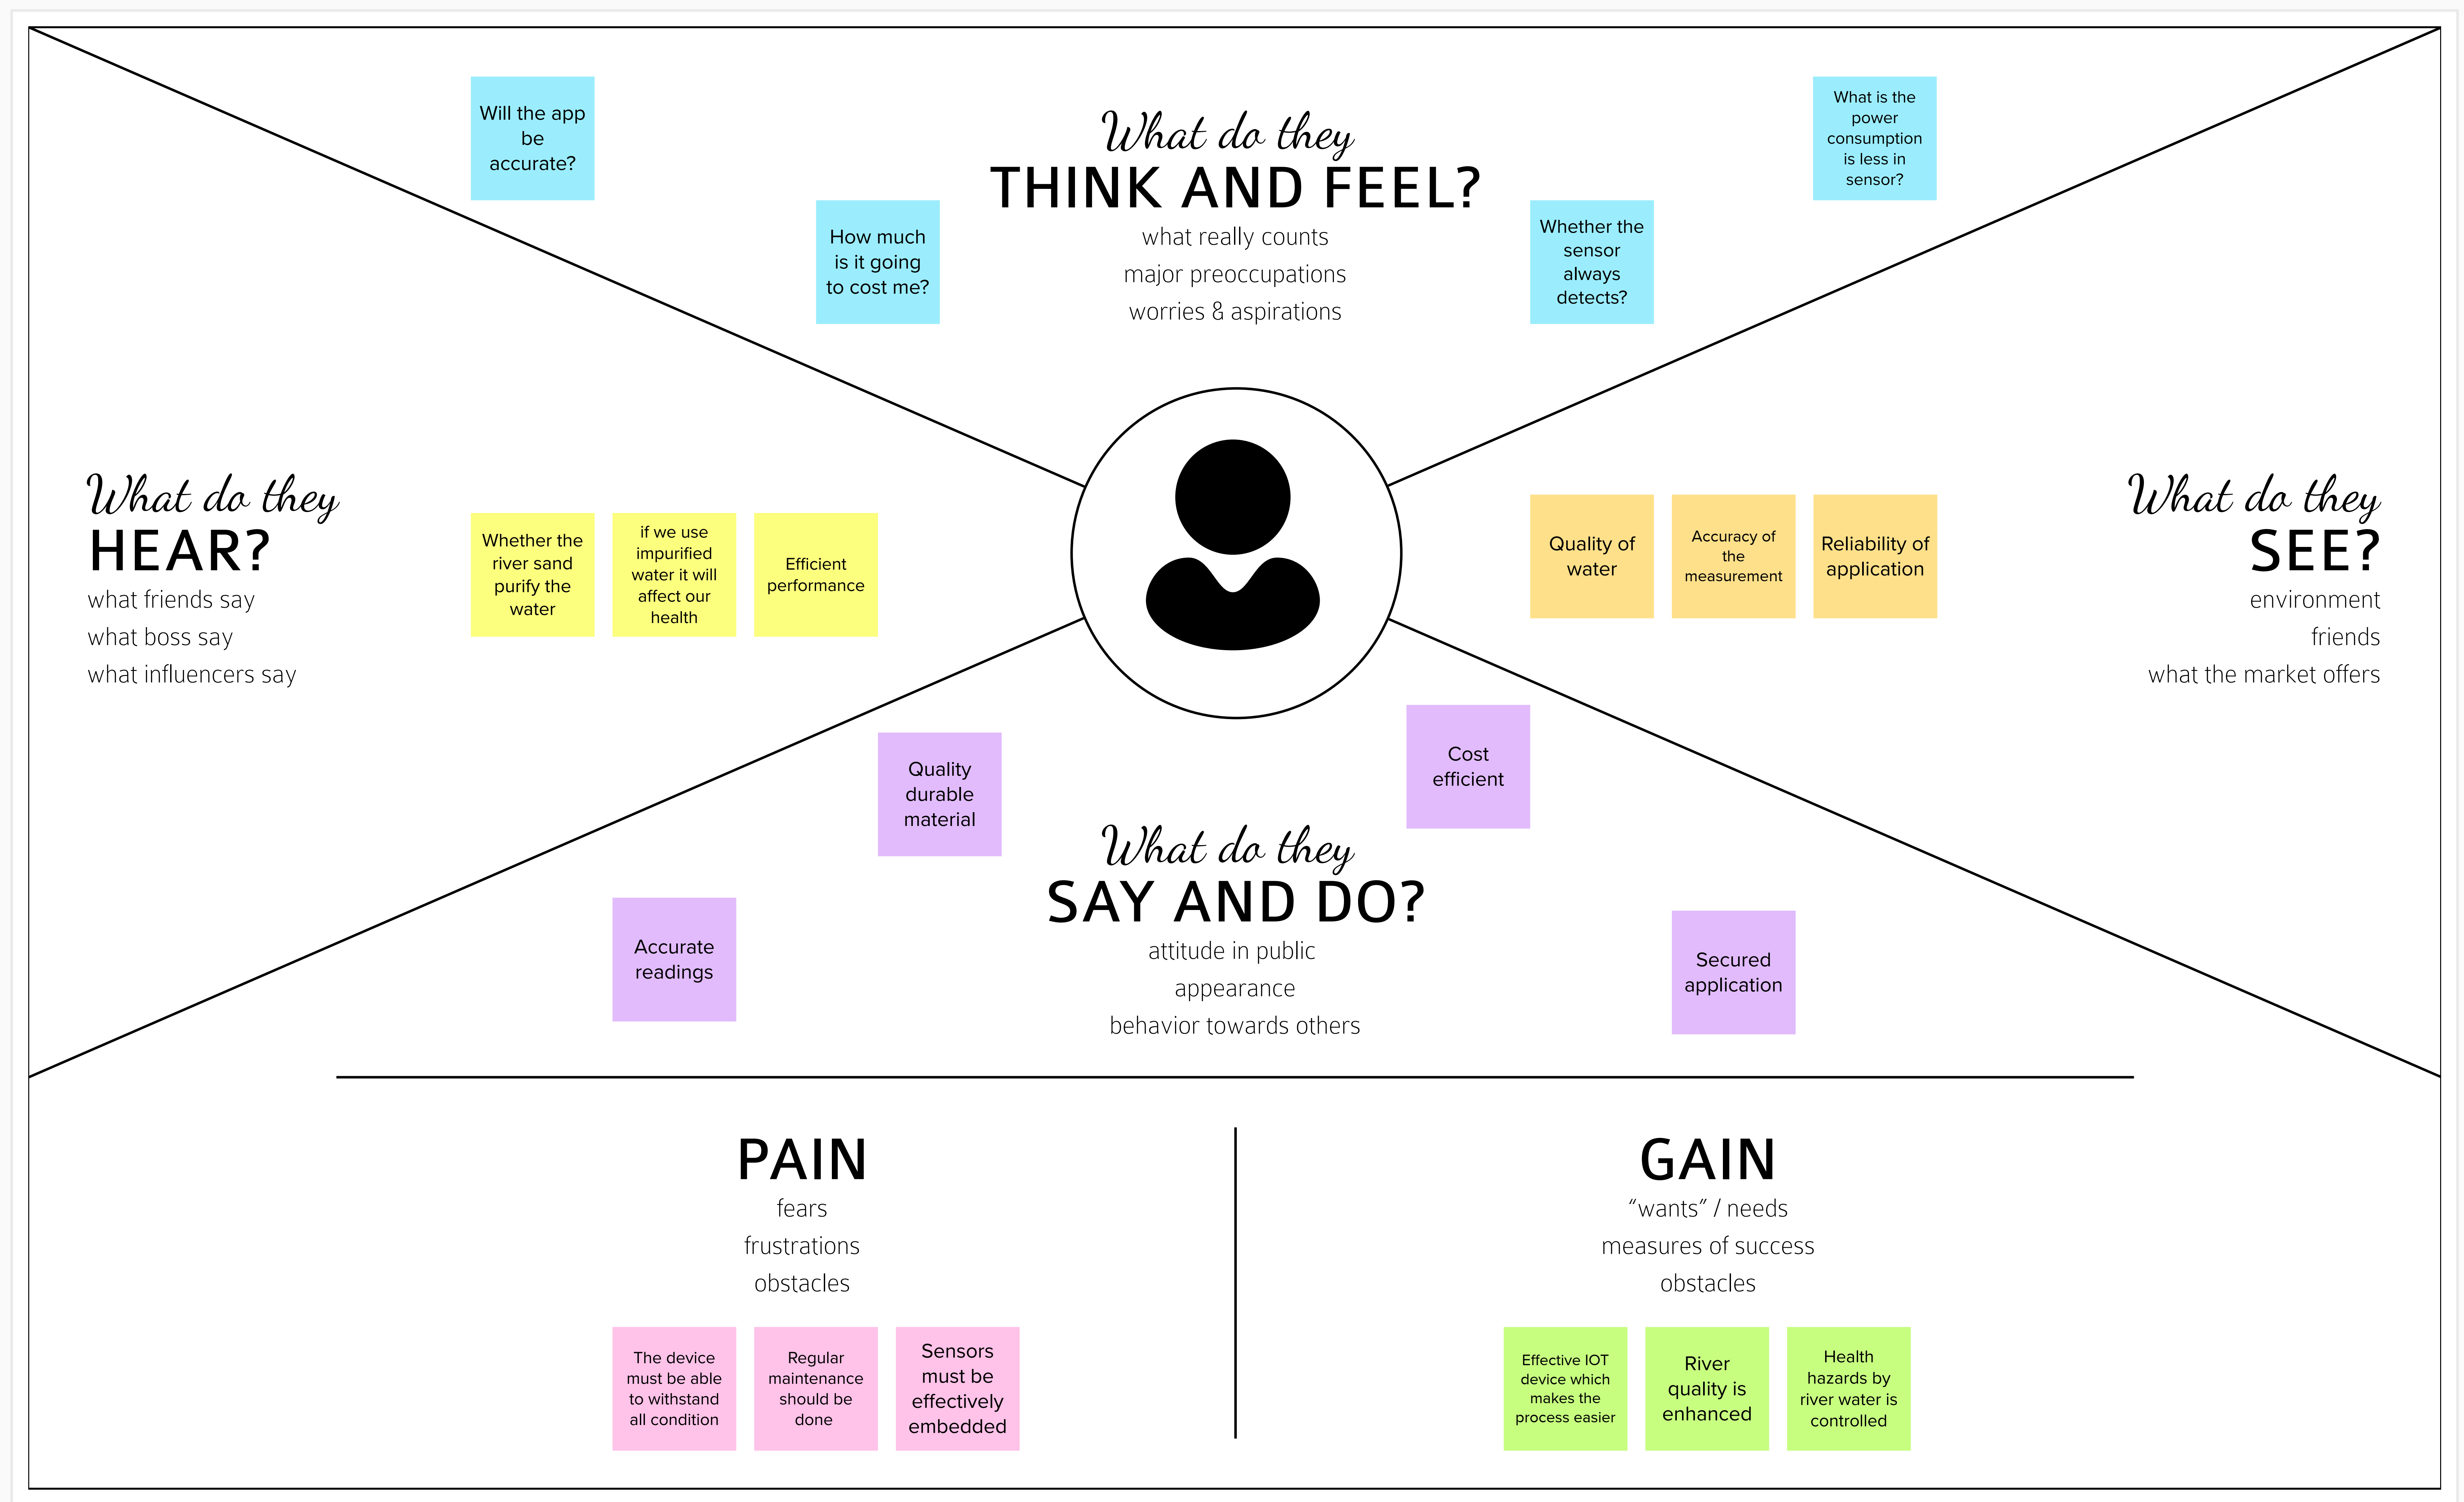 What do they
THINK AND FEEL?
what really counts
major preoccupations
worries & aspirations
Will the app
be
accurate?
How much
is it going
to cost me?
Whether the
sensor
always
detects?
What is the
power
consumption
is less in
sensor?
What do they
HEAR?
what friends say
what boss say
what influencers say
Whether the
river sand
purify the
water
if we use
impurified
water it will
affect our
health
Efficient
performance
Quality of
water
Accuracy of
the
measurement
Reliability of
application
What do they
SEE?
environment
friends
what the market offers
Quality
durable
material
Cost
efficient
What do they
SAY AND DO?
attitude in public
appearance
behavior towards others
Accurate
readings
Secured
application
PAIN
fears
frustrations
obstacles
The device
must be able
to withstand
all condition
Regular
maintenance
should be
done
Sensors
must be
effectively
embedded
GAIN
“wants” / needs
measures of success
obstacles
Effective IOT
device which
makes the
process easier
River
quality is
enhanced
Health
hazards by
river water is
controlled